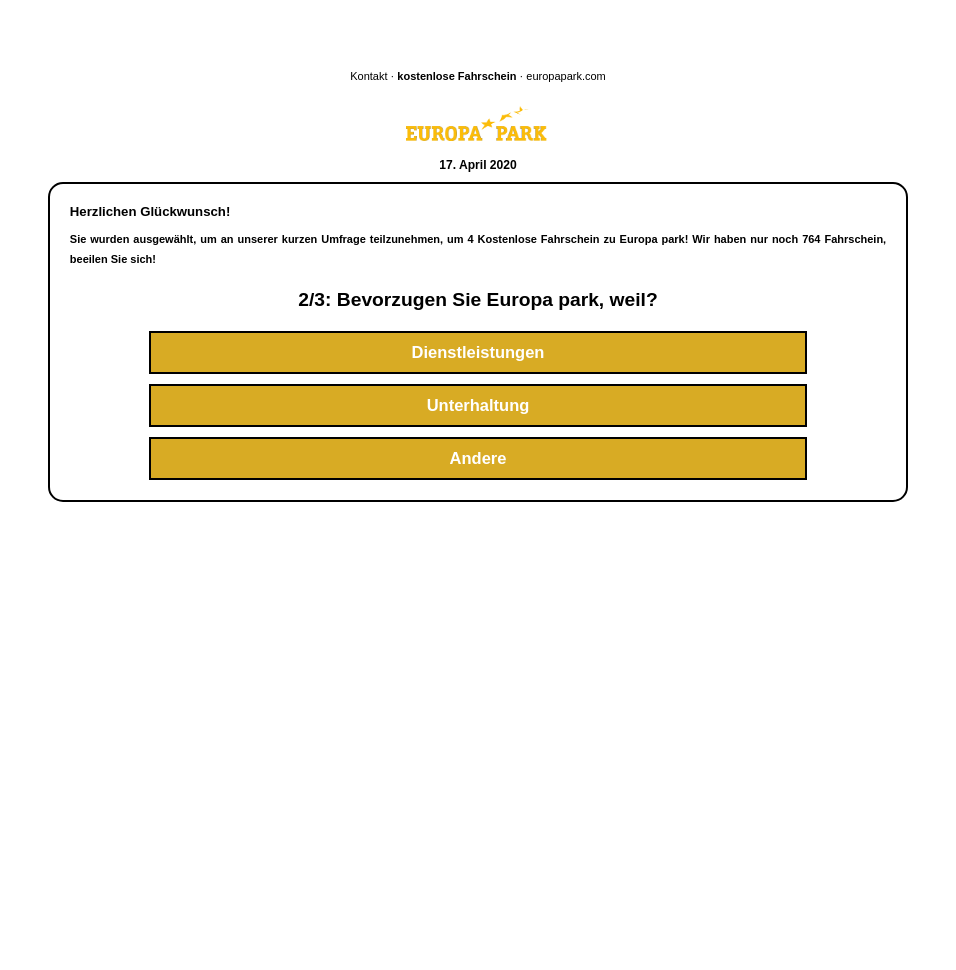 Kontakt · kostenlose Fahrschein · europapark.com
EUROPA PARK
17. April 2020
Herzlichen Glückwunsch!
Sie wurden ausgewählt, um an unserer kurzen Umfrage teilzunehmen, um 4 Kostenlose Fahrschein zu Europa park! Wir haben nur noch 764 Fahrschein,
beeilen Sie sich!
2/3: Bevorzugen Sie Europa park, weil?
Dienstleistungen
Unterhaltung
Andere